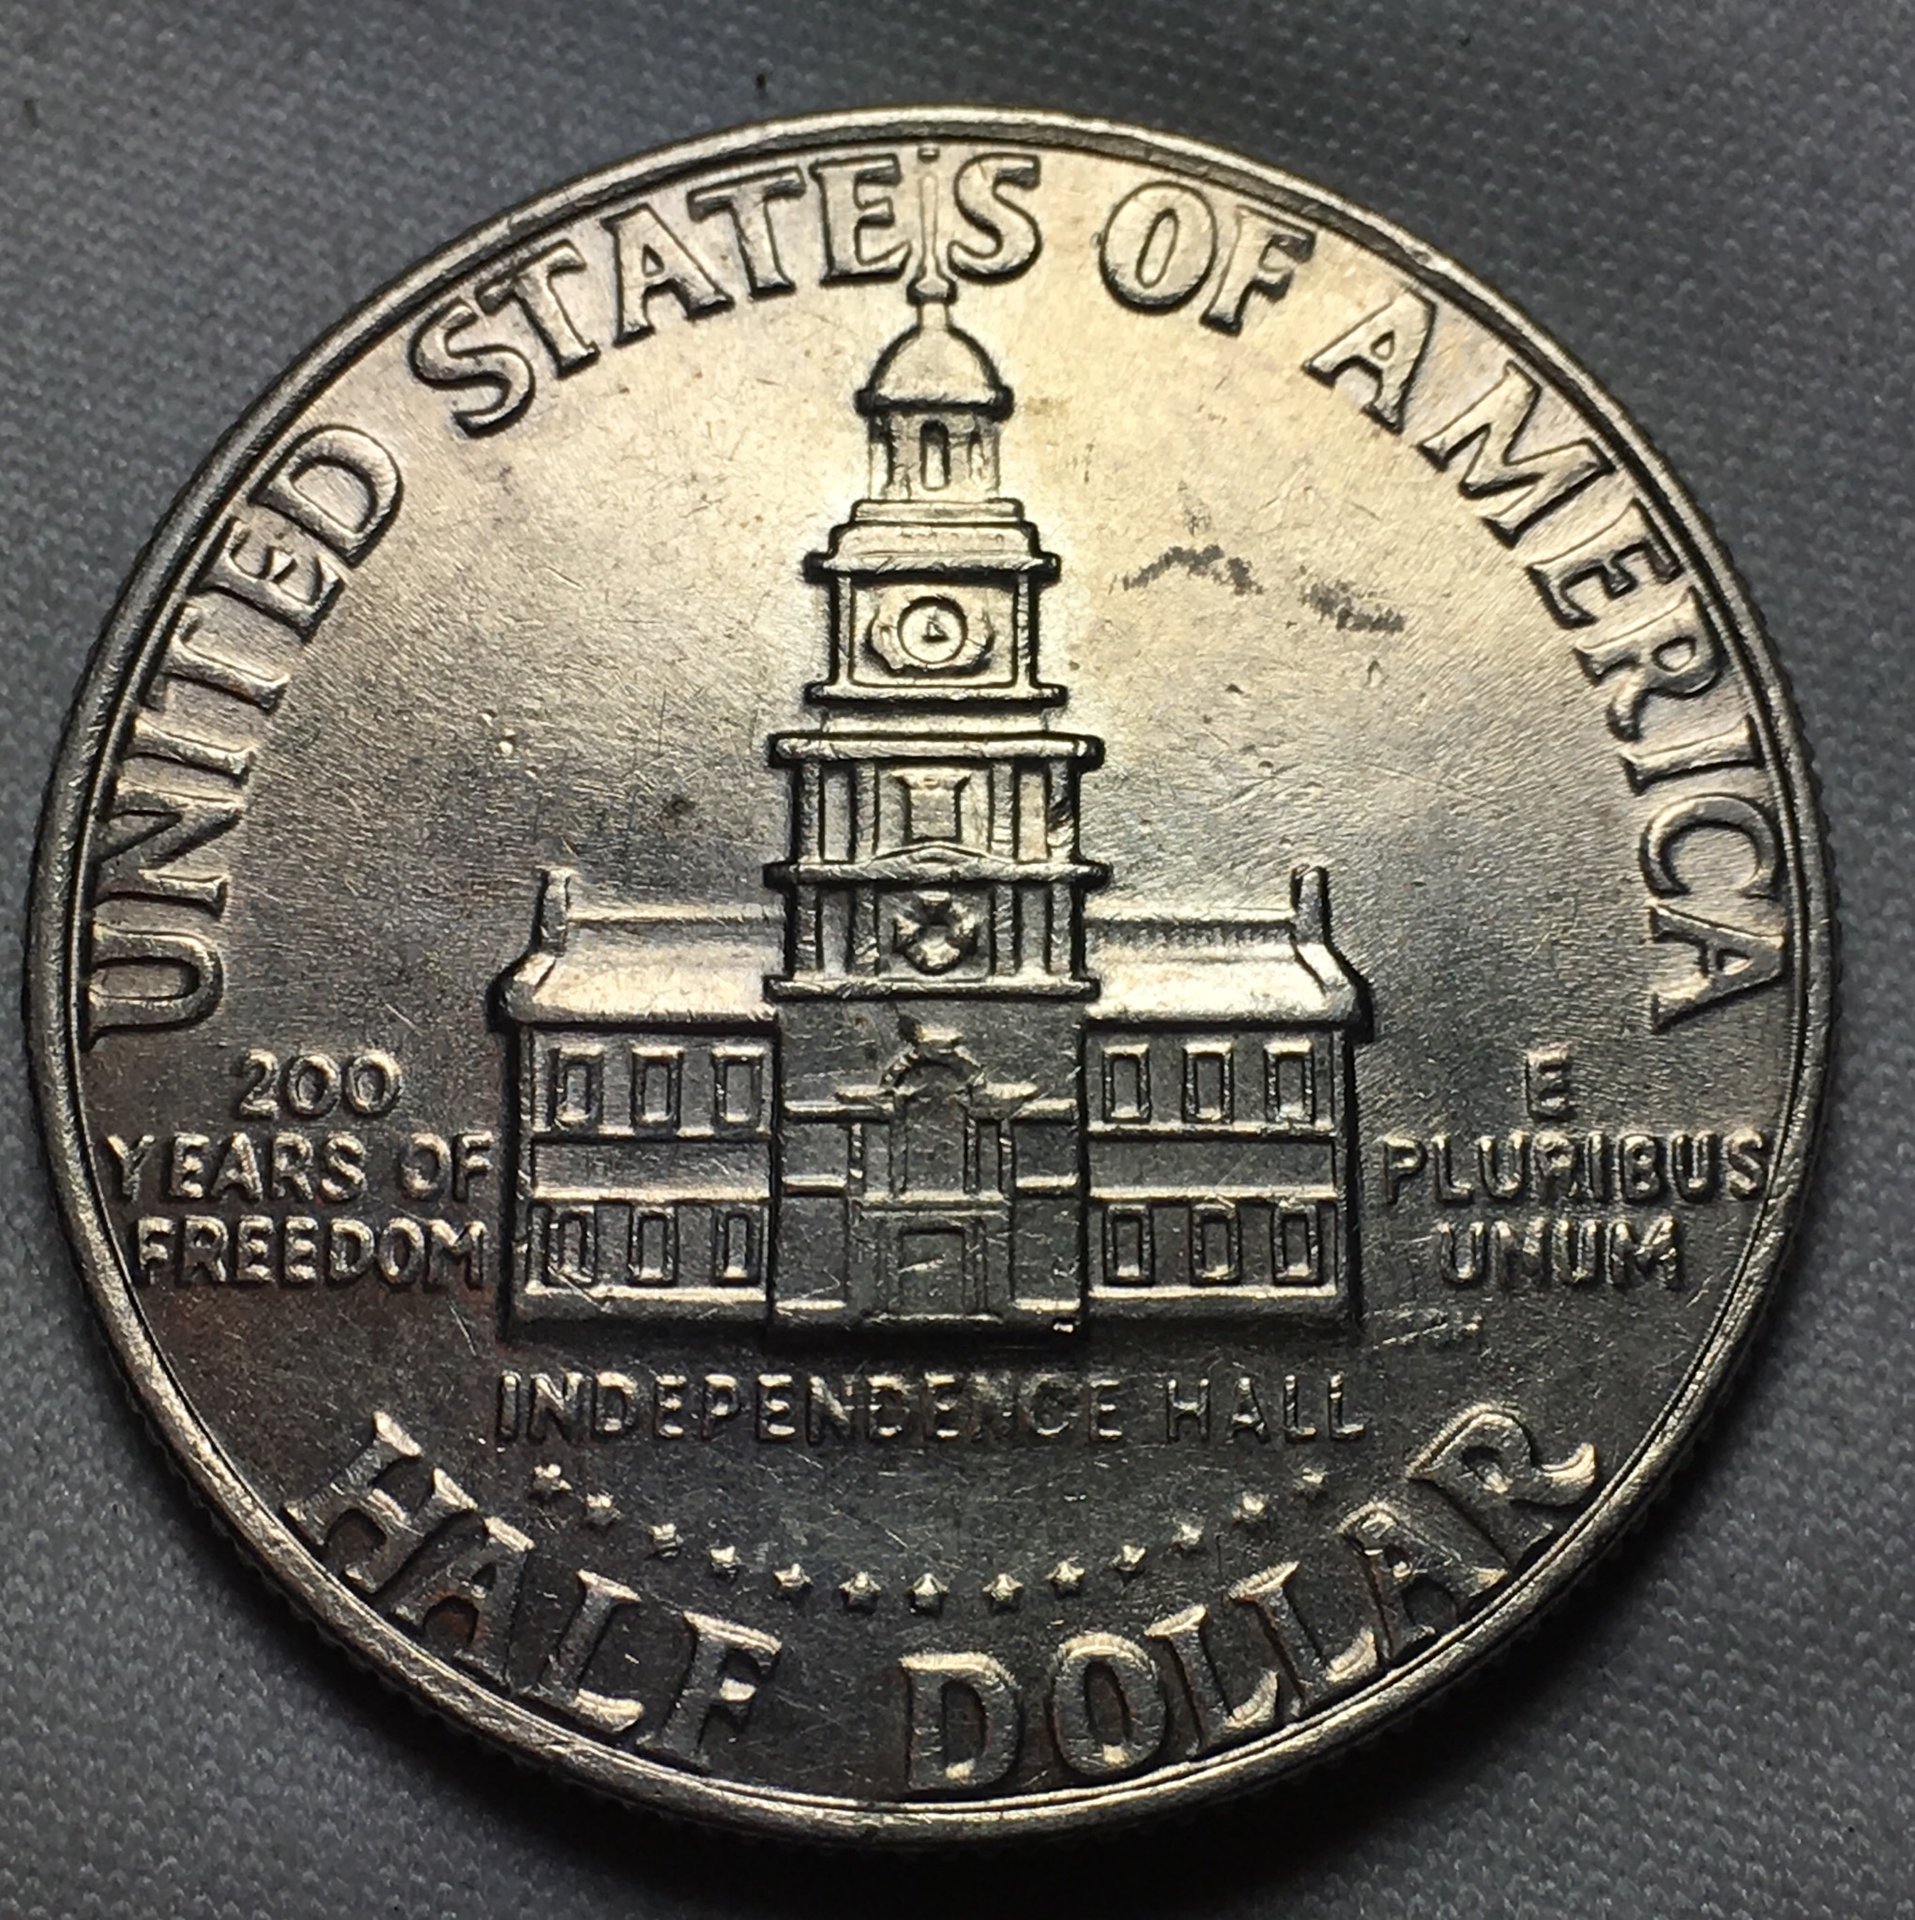 UNITED STATES OF AMERICA
200
YEARS OF
FREEDOM
E
PLURIBUS
UNUM
INDEPENDENCE HALL
HALF DOLLAR